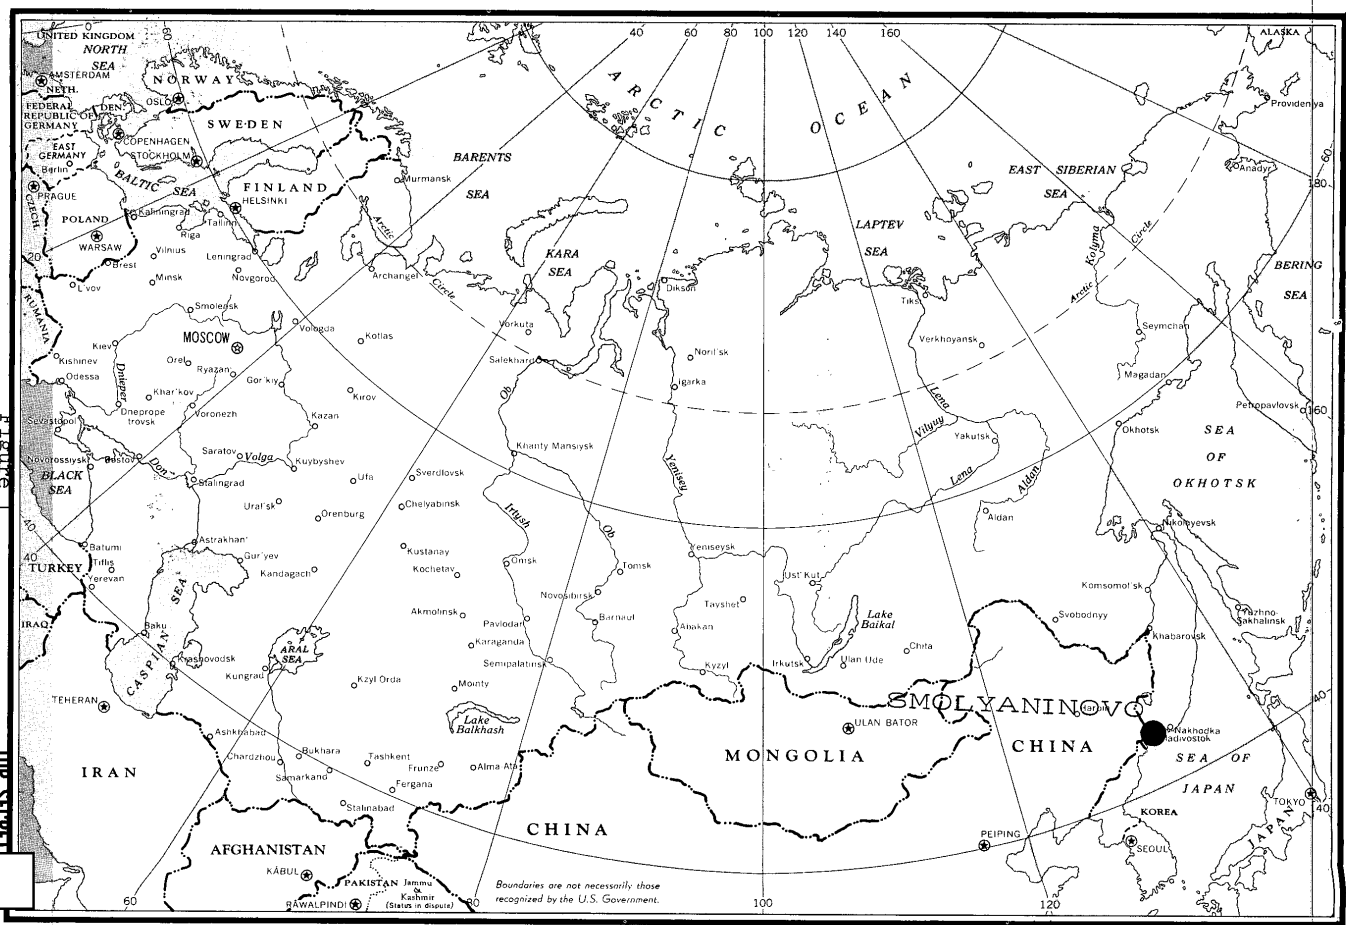 0
60
40
60
80
100
120
140
160
ALASKA
UNITED KINGDOM
NORTH
SEA
AMSTERDAM
NETH.
NORWAY
OSLO
FEDERAL
REPUBLIC OF
GERMANY
DEN.
SWEDEN
ARCTIC OCEAN
Provideniya
COPENHAGEN
STOCKHOLM
EAST
GERMANY
Berlin
BALTIC SEA
FINLAND
HELSINKI
BARENTS
SEA
Murmansk
EAST SIBERIAN
SEA
Anadyr
60
180
PRAGUE
CZECH.
POLAND
WARSAW
Kaliningrad
Tallinn
Riga
Arctic
Circle
LAPTEV
SEA
Kolyma
Arctic
Circle
20
Brest
Vilnius
Leningrad
Minsk
Novgorod
L'vov
Archangel
KARA
SEA
Dikson
Tiksi
BERING
SEA
RUMANIA
Smolensk
Vologda
Vorkuta
Seymchan
MOSCOW
Kotlas
Salekhard
Noril'sk
Verkhoyansk
Kiev
Kishinev
Odessa
Orel
Ryazan'
Gor'kiy
Kirov
Igarka
Magadan
Dnieper
Khar'kov
Voronezh
Kazan
Ob
Lena
Petropavlovsk
160
Dneprope
trovsk
Sevastopol
Vilyuy
Yakutsk
Okhotsk
SEA
OF
OKHOTSK
Novorossiysk
Rostov
Don
Saratov
Volga
Kuybyshev
Khanty Mansiysk
Yenisey
Lena
Aldan
BLACK
SEA
Stalingrad
Ufa
Sverdlovsk
Ural'sk
Orenburg
Chelyabinsk
Irtysh
Ob
Aldan
Nikolayevsk
40
40
Batumi
Tiflis
Yerevan
TURKEY
Astrakhan'
Gur'yev
Kandagach
Kustanay
Kochetav
Omsk
Tomsk
Yeniseysk
Ust' Kut
Komsomol'sk
IRAQ
CASPIAN SEA
Baku
Akmolinsk
Pavlodar
Novosibirsk
Barnaul
Tayshet
Abakan
Lake
Baikal
Svobodnyy
Yuzhno-
Sakhalinsk
Khabarovsk
ARAL
SEA
Karaganda
Semipalatinsk
Kyzyl
Irkutsk
Ulan Ude
Chita
Krasnovodsk
Kungrad
Kzyl Orda
Mointy
TEHERAN
Lake
Balkhash
ULAN BATOR
SMOLYANINOVO
Harbin
40
Ashkhabad
Nakhodka
Vladivostok
IRAN
Chardzhou
Bukhara
Samarkand
Tashkent
Frunze
Alma Ata
Fergana
Stalinabad
MONGOLIA
CHINA
SEA OF
JAPAN
TOKYO
40
KOREA
CHINA
PEIPING
SEOUL
JAPAN
AFGHANISTAN
KĀBUL
PAKISTAN
Jammu
&
Kashmir
(Status in dispute)
RAWALPINDI
Boundaries are not necessarily those
recognized by the U.S. Government.
60
80
100
120